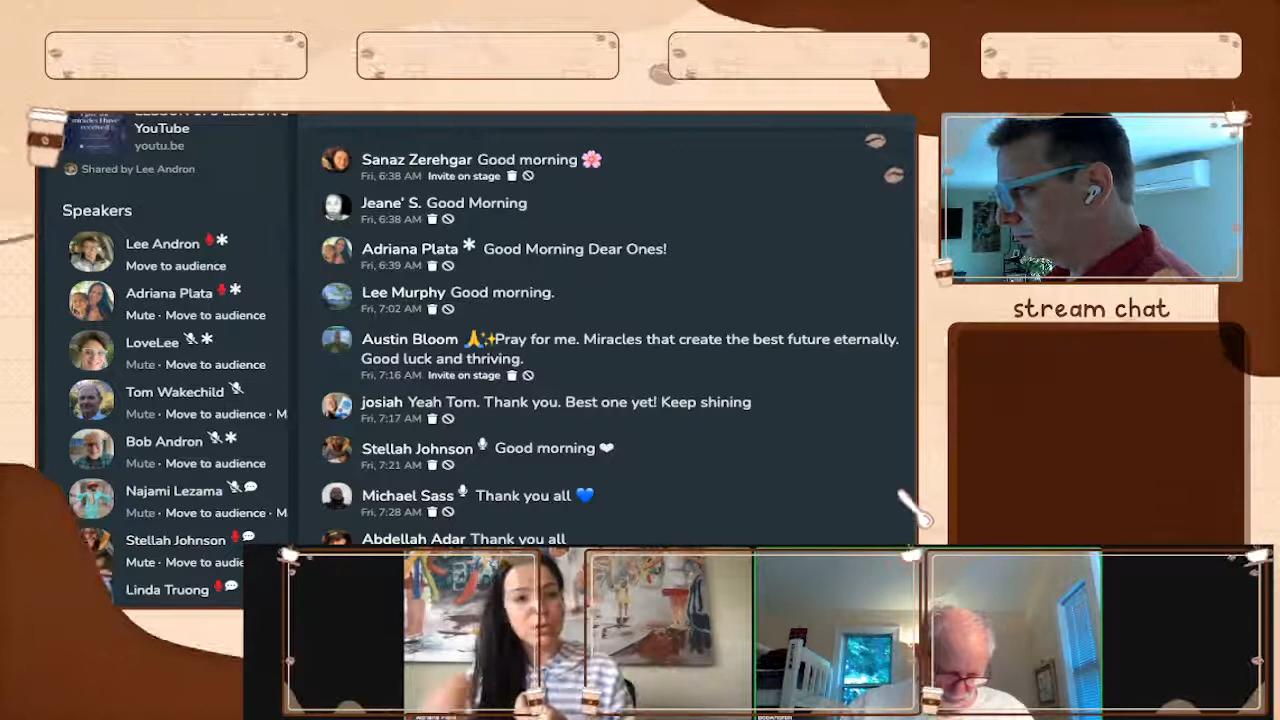 YouTube
youtu.be
Shared by Lee Andron
Speakers
Lee Andron
Move to audience
Adriana Plata
Mute · Move to audience
LoveLee
Mute · Move to audience
Tom Wakechild
Mute · Move to audience · M
Bob Andron
Mute · Move to audience
Najami Lezama
Mute · Move to audience · M
Stellah Johnson
Mute · Move to audie
Linda Truong
Sanaz Zerehgar Good morning 🌸
Fri, 6:38 AM Invite on stage
Jeane' S. Good Morning
Fri, 6:38 AM
Adriana Plata Good Morning Dear Ones!
Fri, 6:39 AM
Lee Murphy Good morning.
Fri, 7:02 AM
Austin Bloom 🙏✨Pray for me. Miracles that create the best future eternally.
Good luck and thriving.
Fri, 7:16 AM Invite on stage
josiah Yeah Tom. Thank you. Best one yet! Keep shining
Fri, 7:17 AM
Stellah Johnson Good morning ❤
Fri, 7:21 AM
Michael Sass Thank you all 💙
Fri, 7:28 AM
Abdellah Adar Thank you all
stream chat